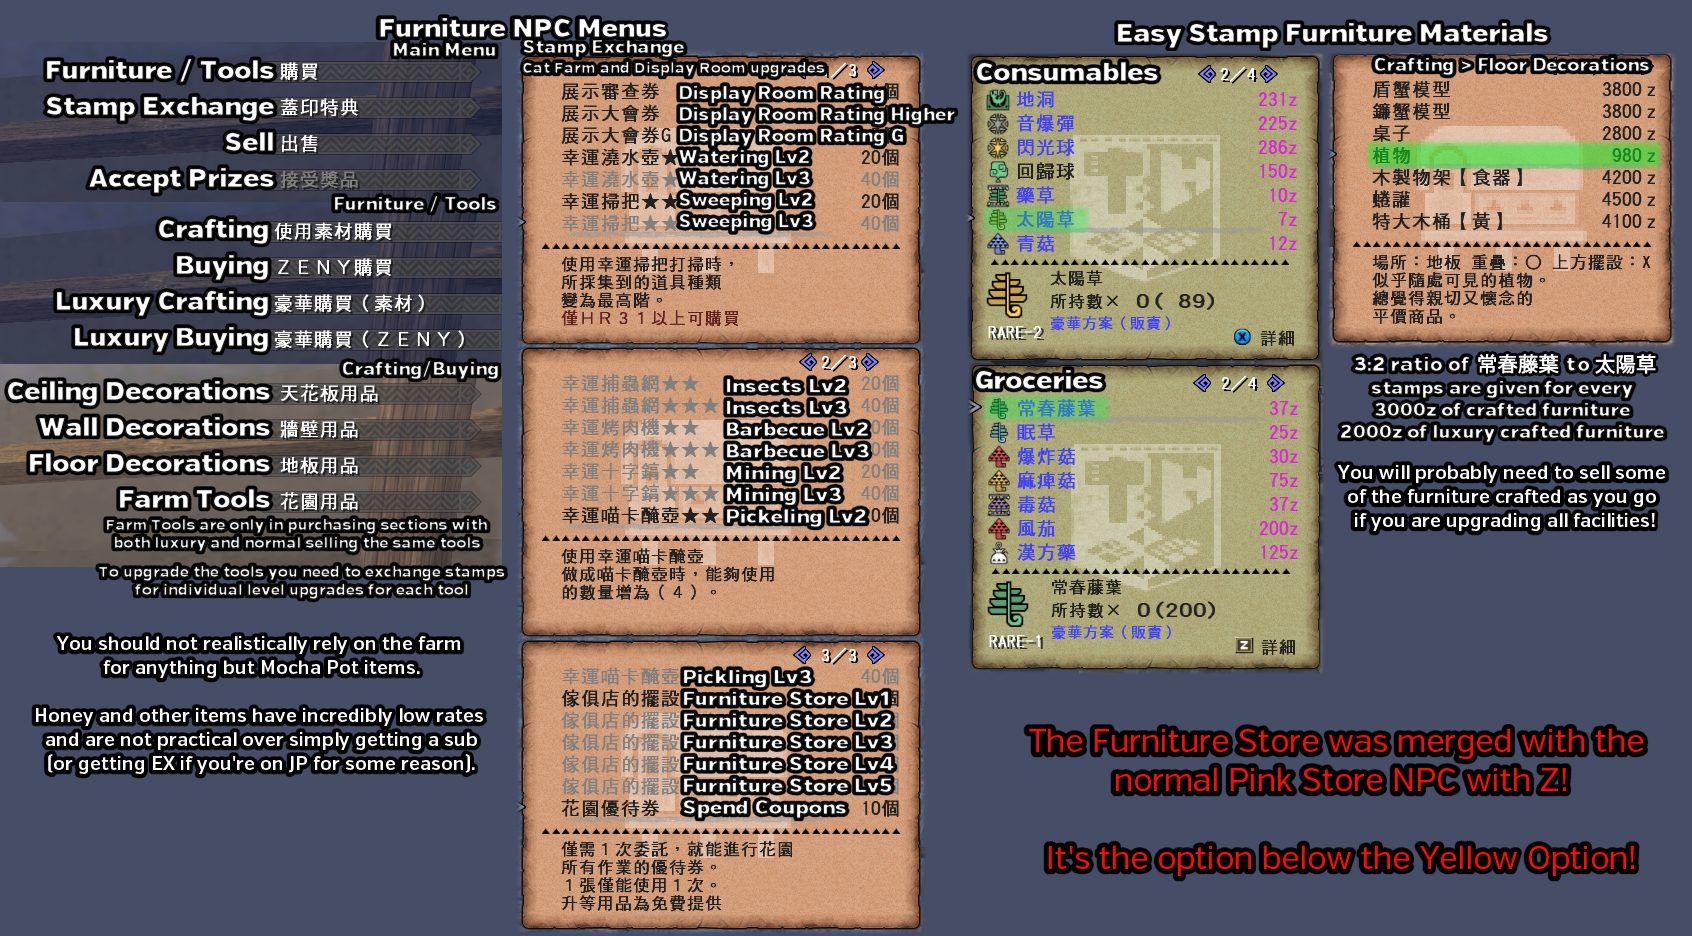 Furniture NPC Menus
Main Menu
Furniture / Tools 購買
Stamp Exchange 蓋印特典
Sell 出售
Accept Prizes 接受獎品
Furniture / Tools
Crafting 使用素材購買
Buying ＺＥＮＹ購買
Luxury Crafting 豪華購買（素材）
Luxury Buying 豪華購買（ＺＥＮＹ）
Crafting/Buying
Ceiling Decorations 天花板用品
Wall Decorations 牆壁用品
Floor Decorations 地板用品
Farm Tools 花園用品
Farm Tools are only in purchasing sections with
both luxury and normal selling the same tools
To upgrade the tools you need to exchange stamps
for individual level upgrades for each tool
You should not realistically rely on the farm
for anything but Mocha Pot items.
Honey and other items have incredibly low rates
and are not practical over simply getting a sub
(or getting EX if you're on JP for some reason).
Stamp Exchange
Cat Farm and Display Room upgrades
/3
展示審查券 Display Room Rating 個
展示大會券 Display Room Rating Higher
展示大會券G Display Room Rating G
幸運澆水壺★ Watering Lv2 20個
幸運澆水壺★ Watering Lv3 40個
幸運掃把★★ Sweeping Lv2 20個
幸運掃把★★ Sweeping Lv3 40個
使用幸運掃把打掃時，
所採集到的道具種類
變為最高階。
僅ＨＲ３１以上可購買
2/3
幸運捕蟲網★★ Insects Lv2 20個
幸運捕蟲網★★★ Insects Lv3 40個
幸運烤肉機★★ Barbecue Lv2 0個
幸運烤肉機★★★ Barbecue Lv3 0個
幸運十字鎬★★ Mining Lv2 20個
幸運十字鎬★★★ Mining Lv3 40個
幸運喵卡醃壺★★ Pickeling Lv2 0個
使用幸運喵卡醃壺
做成喵卡醃壺時，能夠使用
的數量增為（４）。
3/3
幸運喵卡醃壺 Pickling Lv3 40個
傢俱店的擺設 Furniture Store Lv1 個
傢俱店的擺設 Furniture Store Lv2
傢俱店的擺設 Furniture Store Lv3
傢俱店的擺設 Furniture Store Lv4
傢俱店的擺設 Furniture Store Lv5
花園優待券 Spend Coupons 10個
僅需１次委託，就能進行花園
所有作業的優待券。
１張僅能使用１次。
升等用品為免費提供
Easy Stamp Furniture Materials
Consumables 2/4
地洞 231z
音爆彈 225z
閃光球 286z
回歸球 150z
藥草 10z
太陽草 7z
青菇 12z
太陽草
所持數× 0( 89)
RARE-2 豪華方案（販賣）
X 詳細
Groceries 2/4
常春藤葉 37z
眠草 25z
爆炸菇 30z
麻痺菇 75z
毒菇 37z
風茄 200z
漢方藥 125z
常春藤葉
所持數× 0(200)
RARE-1 豪華方案（販賣）
Z 詳細
Crafting > Floor Decorations
盾蟹模型 3800 z
鐮蟹模型 3800 z
桌子 2800 z
植物 980 z
木製物架【食器】 4200 z
蜷讙 4500 z
特大木桶【黃】 4100 z
場所：地板 重疊：○ 上方擺設：X
似乎隨處可見的植物。
總覺得親切又懷念的
平價商品。
3:2 ratio of 常春藤葉 to 太陽草
stamps are given for every
3000z of crafted furniture
2000z of luxury crafted furniture
You will probably need to sell some
of the furniture crafted as you go
if you are upgrading all facilities!
The Furniture Store was merged with the
normal Pink Store NPC with Z!
It's the option below the Yellow Option!